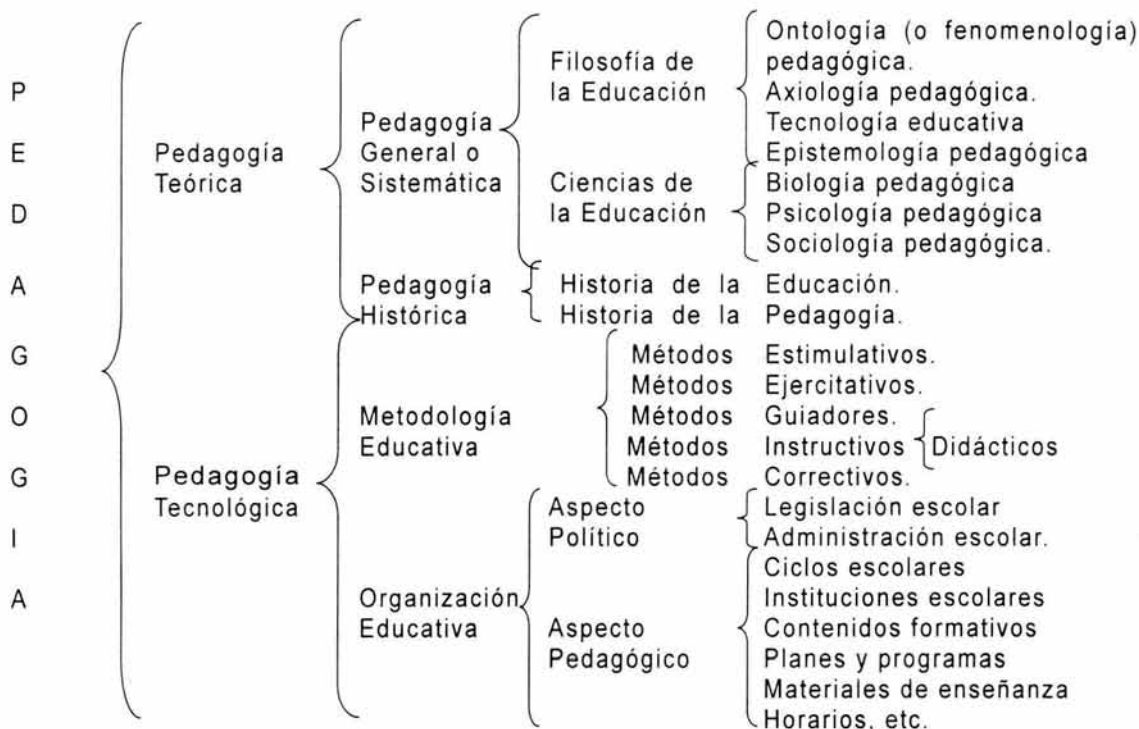 PEDAGOGIA
Pedagogía
Teórica
Pedagogía
General o
Sistemática
Filosofía de
la Educación
Ontología (o fenomenología)
pedagógica.
Axiología pedagógica.
Tecnología educativa
Epistemología pedagógica
Ciencias de
la Educación
Biología pedagógica
Psicología pedagógica
Sociología pedagógica.
Pedagogía
Histórica
Historia de la Educación.
Historia de la Pedagogía.
Pedagogía
Tecnológica
Metodología
Educativa
Métodos Estimulativos.
Métodos Ejercitativos.
Métodos Guiadores.
Métodos Instructivos Didácticos
Métodos Correctivos.
Organización
Educativa
Aspecto
Político
Legislación escolar
Administración escolar.
Aspecto
Pedagógico
Ciclos escolares
Instituciones escolares
Contenidos formativos
Planes y programas
Materiales de enseñanza
Horarios, etc.